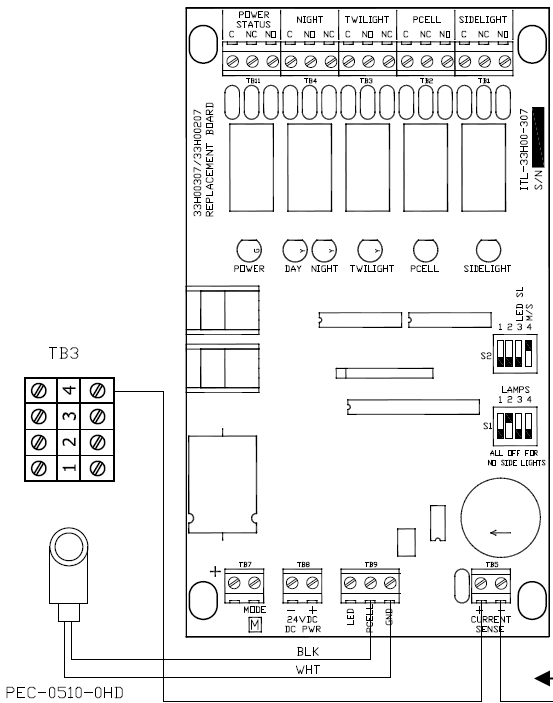 POWER STATUS NIGHT TWILIGHT PCELL SIDELIGHT
C NC NO C NO NC C NO NC C NO NC C NC NO
TB11 TB4 TB3 TB2 TB1
33H00307/33H00207
REPLACEMENT BOARD
ITL-33H00-307
S/N
G Y Y Y
POWER DAY NIGHT TWILIGHT PCELL SIDELIGHT
LED SL
M/S
1 2 3 4
S2
LAMPS
1 2 3 4
S1
ALL OFF FOR
NO SIDE LIGHTS
TB3
4
3
2
1
+
TB7 TB8 TB9 TB5
MODE
M
- +
24VDC
DC PWR
LED
PCELL
GND
+ -
CURRENT
SENSE
BLK
WHT
PEC-0510-0HD